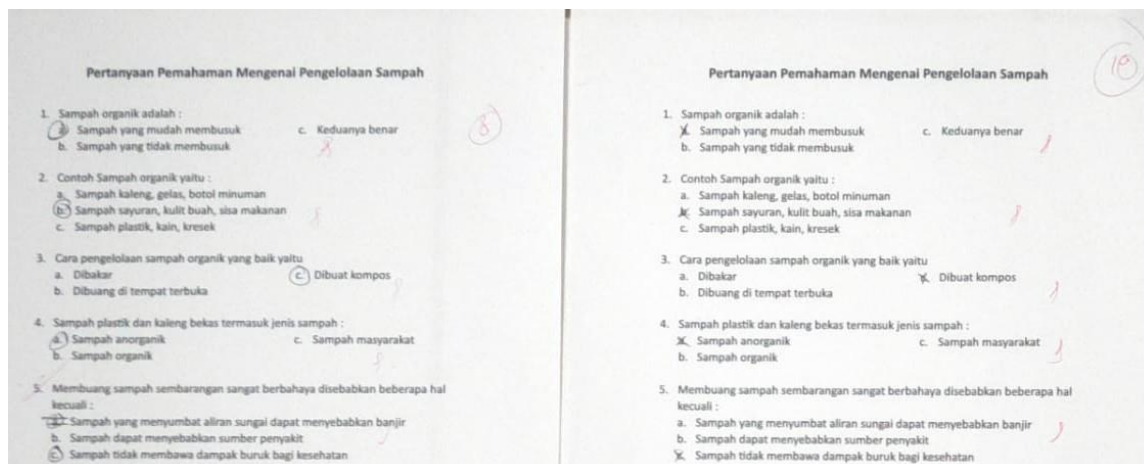 Pertanyaan Pemahaman Mengenai Pengelolaan Sampah
8
1. Sampah organik adalah :
a. Sampah yang mudah membusuk c. Keduanya benar
b. Sampah yang tidak membusuk
2. Contoh Sampah organik yaitu :
a. Sampah kaleng, gelas, botol minuman
b. Sampah sayuran, kulit buah, sisa makanan
c. Sampah plastik, kain, kresek
3. Cara pengelolaan sampah organik yang baik yaitu
a. Dibakar c. Dibuat kompos
b. Dibuang di tempat terbuka
4. Sampah plastik dan kaleng bekas termasuk jenis sampah :
a. Sampah anorganik c. Sampah masyarakat
b. Sampah organik
5. Membuang sampah sembarangan sangat berbahaya disebabkan beberapa hal
kecuali :
a. Sampah yang menyumbat aliran sungai dapat menyebabkan banjir
b. Sampah dapat menyebabkan sumber penyakit
c. Sampah tidak membawa dampak buruk bagi kesehatan
Pertanyaan Pemahaman Mengenai Pengelolaan Sampah
10
1. Sampah organik adalah :
Sampah yang mudah membusuk c. Keduanya benar
b. Sampah yang tidak membusuk
2. Contoh Sampah organik yaitu :
a. Sampah kaleng, gelas, botol minuman
Sampah sayuran, kulit buah, sisa makanan
c. Sampah plastik, kain, kresek
3. Cara pengelolaan sampah organik yang baik yaitu
a. Dibakar Dibuat kompos
b. Dibuang di tempat terbuka
4. Sampah plastik dan kaleng bekas termasuk jenis sampah :
Sampah anorganik c. Sampah masyarakat
b. Sampah organik
5. Membuang sampah sembarangan sangat berbahaya disebabkan beberapa hal
kecuali :
a. Sampah yang menyumbat aliran sungai dapat menyebabkan banjir
b. Sampah dapat menyebabkan sumber penyakit
Sampah tidak membawa dampak buruk bagi kesehatan